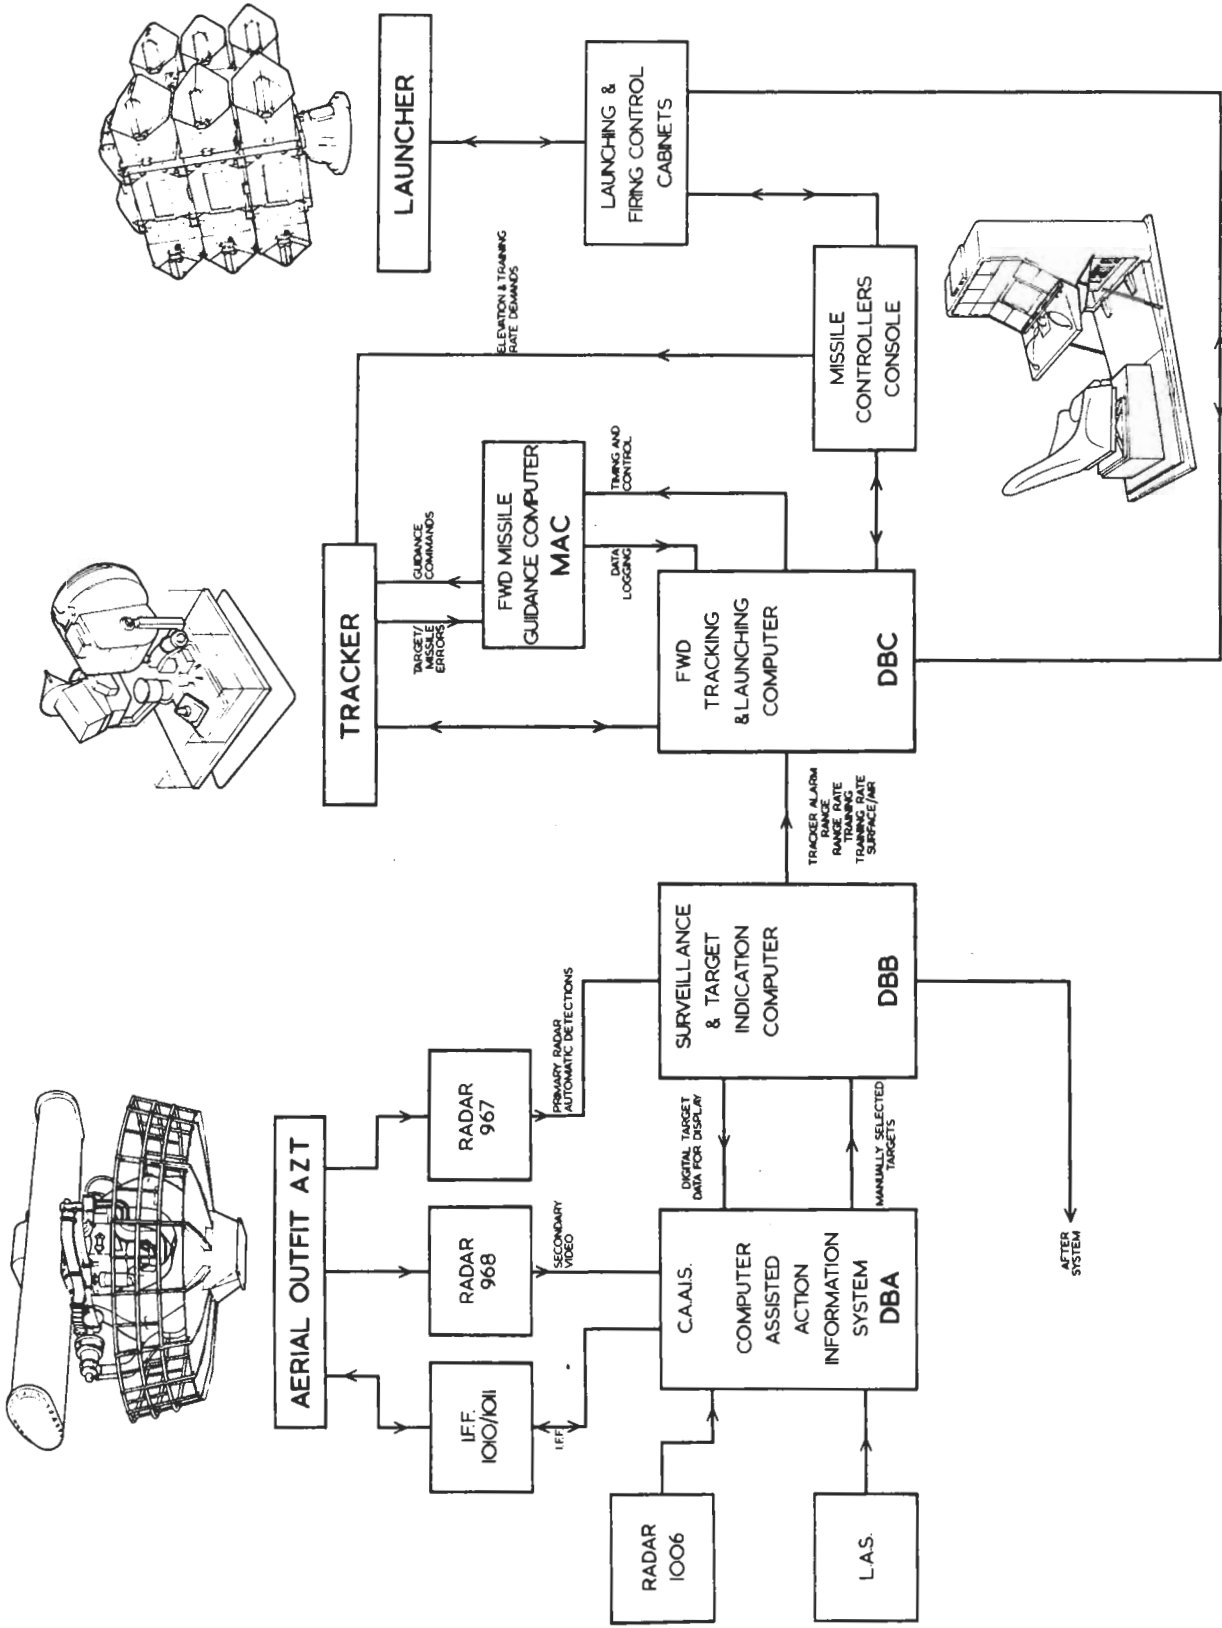 AERIAL OUTFIT AZT
I.F.F.
1010/1011
RADAR
968
RADAR
967
I.F.F.
SECONDARY
VIDEO
PRIMARY RADAR
AUTOMATIC DETECTIONS
RADAR
1006
L.A.S.
C.A.A.I.S.
COMPUTER
ASSISTED
ACTION
INFORMATION
SYSTEM
DBA
DIGITAL TARGET
DATA FOR DISPLAY
MANUALLY SELECTED
TARGETS
SURVEILLANCE
& TARGET
INDICATION
COMPUTER
DBB
AFTER
SYSTEM
TRACKER ALARM
RANGE
RANGE RATE
TRAINING
TRAINING RATE
SURFACE/AIR
TRACKER
TARGET/
MISSILE
ERRORS
GUIDANCE
COMMANDS
FWD MISSILE
GUIDANCE COMPUTER
MAC
DATA
LOGGING
TIMING AND
CONTROL
FWD
TRACKING
& LAUNCHING
COMPUTER
DBC
ELEVATION & TRAINING
RATE DEMANDS
MISSILE
CONTROLLERS
CONSOLE
LAUNCHER
LAUNCHING &
FIRING CONTROL
CABINETS